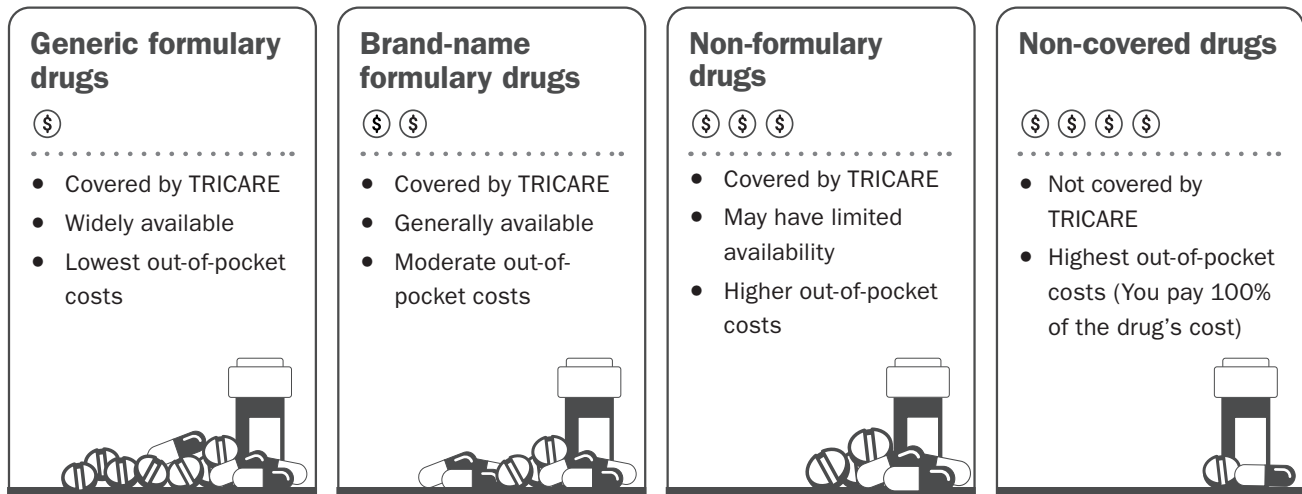 Generic formulary
drugs
$
• Covered by TRICARE
• Widely available
• Lowest out-of-pocket
costs
Brand-name
formulary drugs
$ $
• Covered by TRICARE
• Generally available
• Moderate out-of-
pocket costs
Non-formulary
drugs
$ $ $
• Covered by TRICARE
• May have limited
availability
• Higher out-of-pocket
costs
Non-covered drugs
$ $ $ $
• Not covered by
TRICARE
• Highest out-of-pocket
costs (You pay 100%
of the drug’s cost)